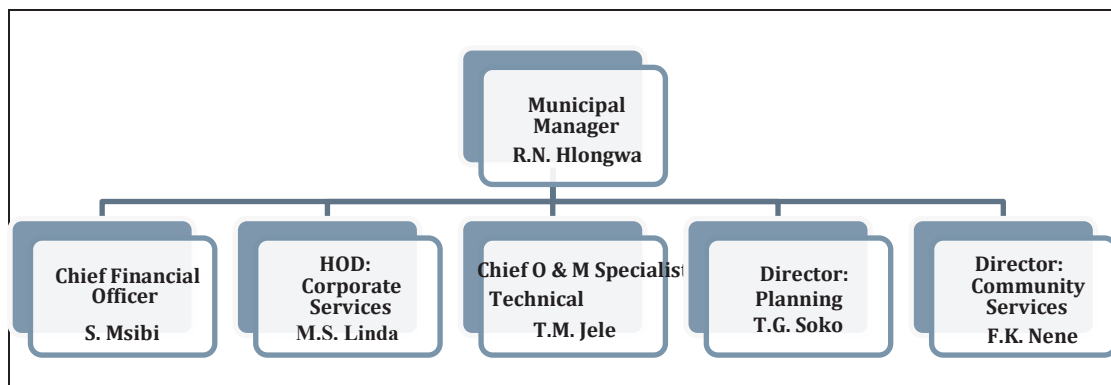 Municipal
Manager
R.N. Hlongwa
Chief Financial
Officer
S. Msibi
HOD:
Corporate
Services
M.S. Linda
Chief O & M Specialist
Technical
T.M. Jele
Director:
Planning
T.G. Soko
Director:
Community
Services
F.K. Nene